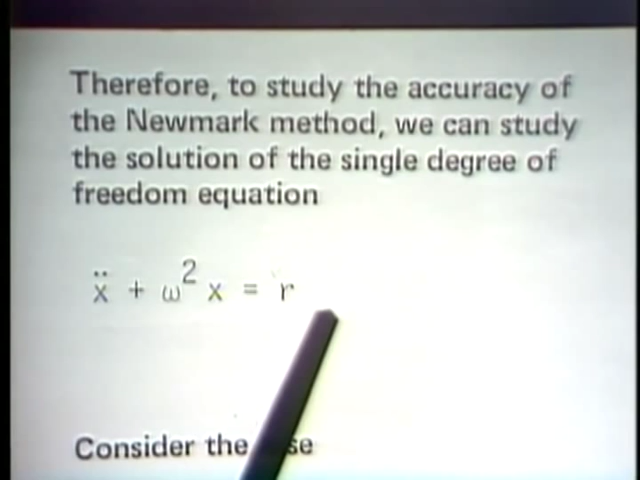 Therefore, to study the accuracy of
the Newmark method, we can study
the solution of the single degree of
freedom equation
ẍ + ω² x = r
Consider the